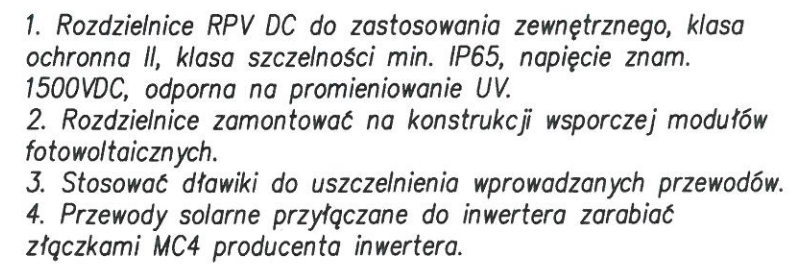 1. Rozdzielnice RPV DC do zastosowania zewnętrznego, klasa
ochronna II, klasa szczelności min. IP65, napięcie znam.
1500VDC, odporna na promieniowanie UV.
2. Rozdzielnice zamontować na konstrukcji wsporczej modułów
fotowoltaicznych.
3. Stosować dławiki do uszczelnienia wprowadzanych przewodów.
4. Przewody solarne przyłączane do inwertera zarabiać
złączkami MC4 producenta inwertera.